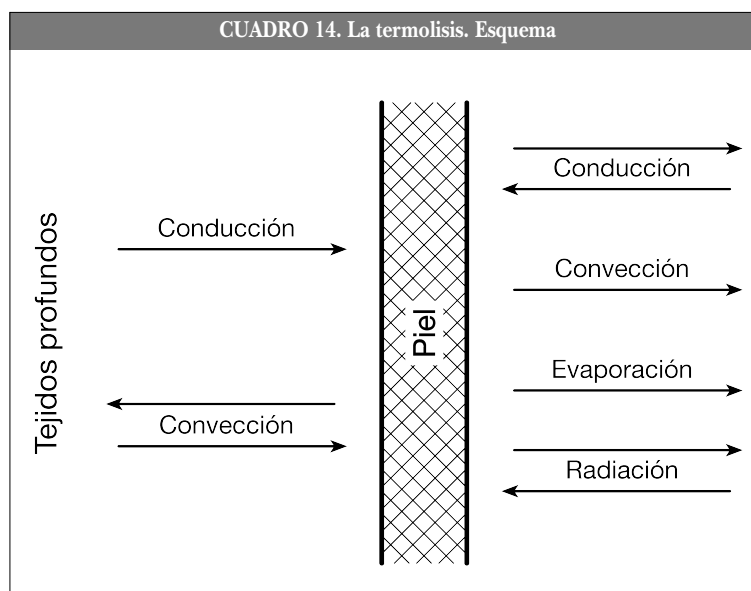 CUADRO 14. La termolisis. Esquema
Tejidos profundos
Conducción
Convección
Piel
Conducción
Convección
Evaporación
Radiación